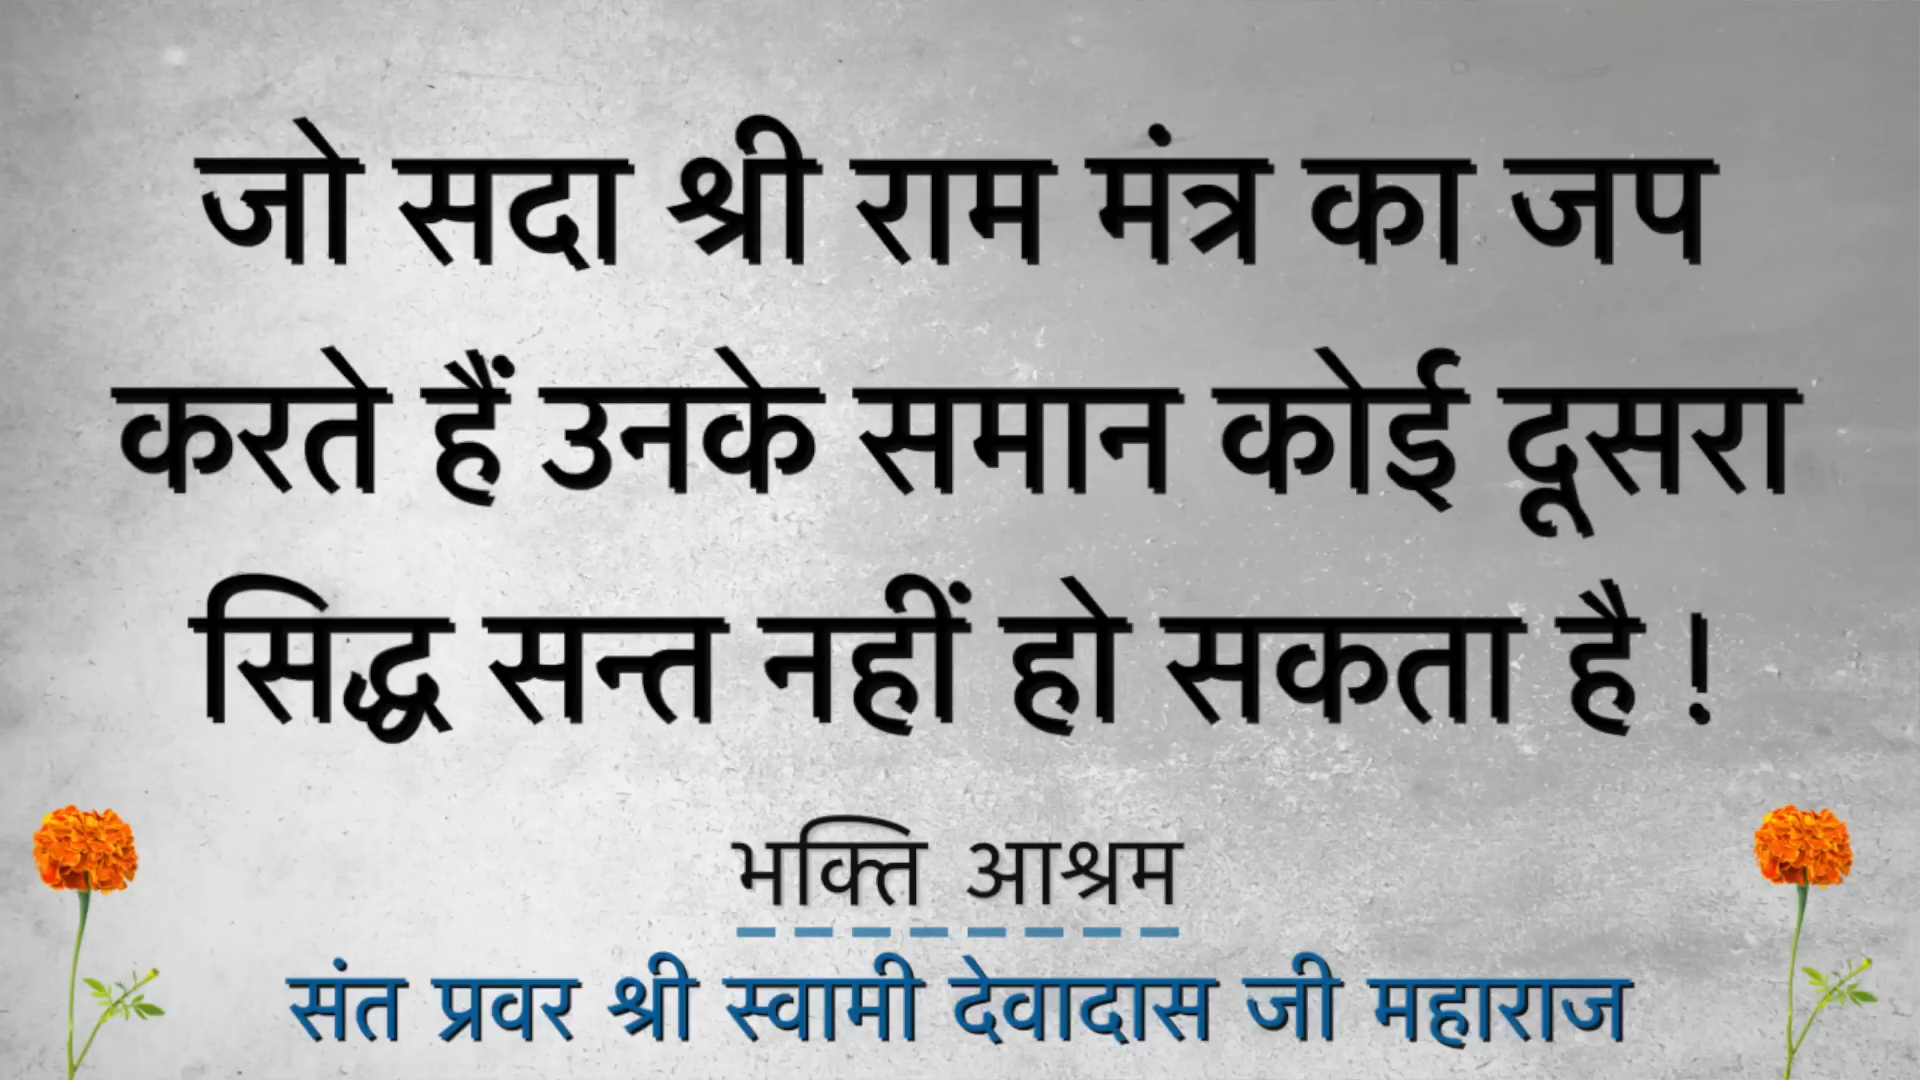 जो सदा श्री राम मंत्र का जप
करते हैं उनके समान कोई दूसरा
सिद्ध सन्त नहीं हो सकता है !
भक्ति आश्रम
संत प्रवर श्री स्वामी देवादास जी महाराज